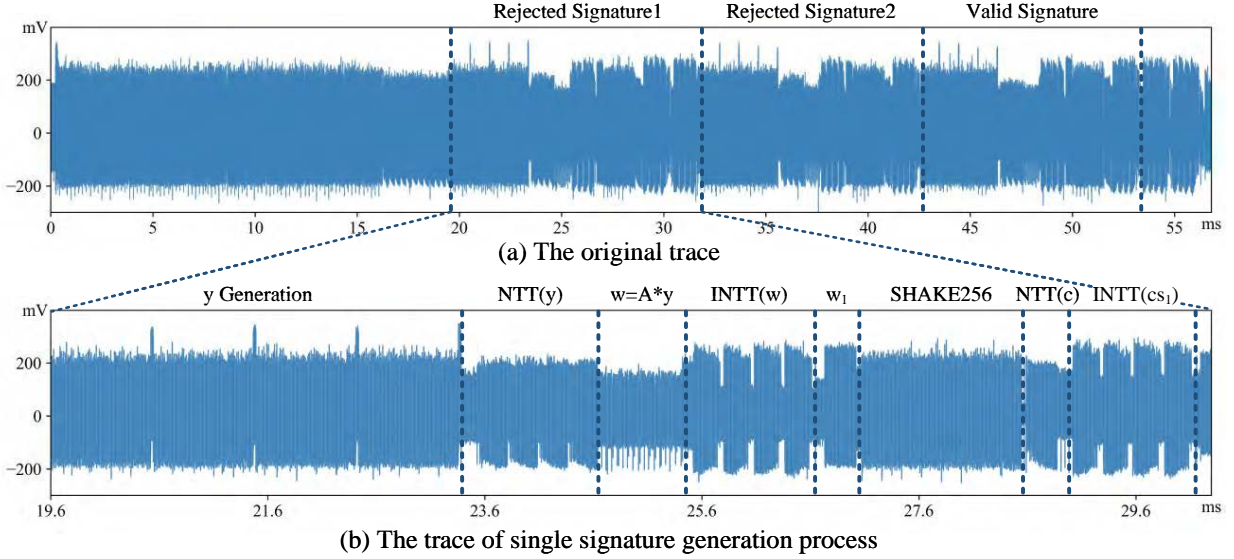 Rejected Signature1 Rejected Signature2 Valid Signature
mV
200
0
−200
0 5 10 15 20 25 30 35 40 45 50 55 ms
(a) The original trace
y Generation NTT(y) w=A*y INTT(w) w₁ SHAKE256 NTT(c) INTT(cs₁)
mV
200
0
−200
19.6 21.6 23.6 25.6 27.6 29.6 ms
(b) The trace of single signature generation process